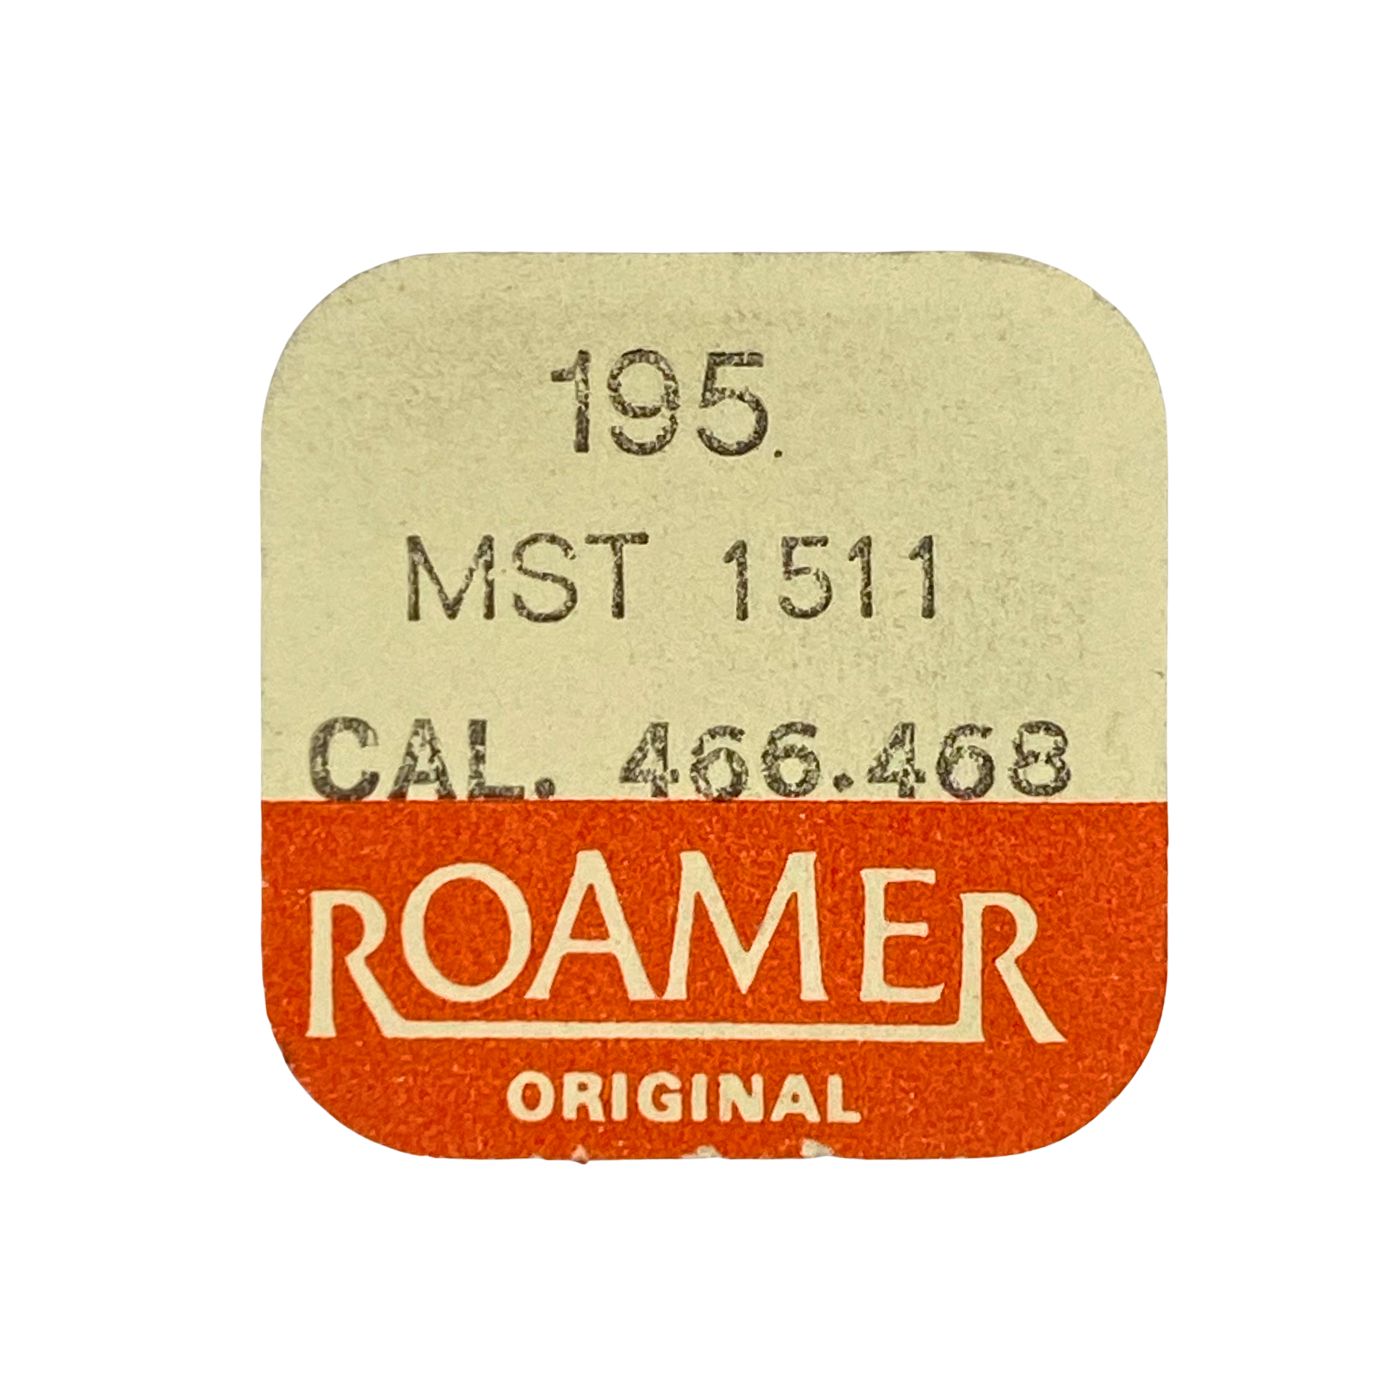 195.
MST 1511
CAL. 466.468
ROAMER
ORIGINAL